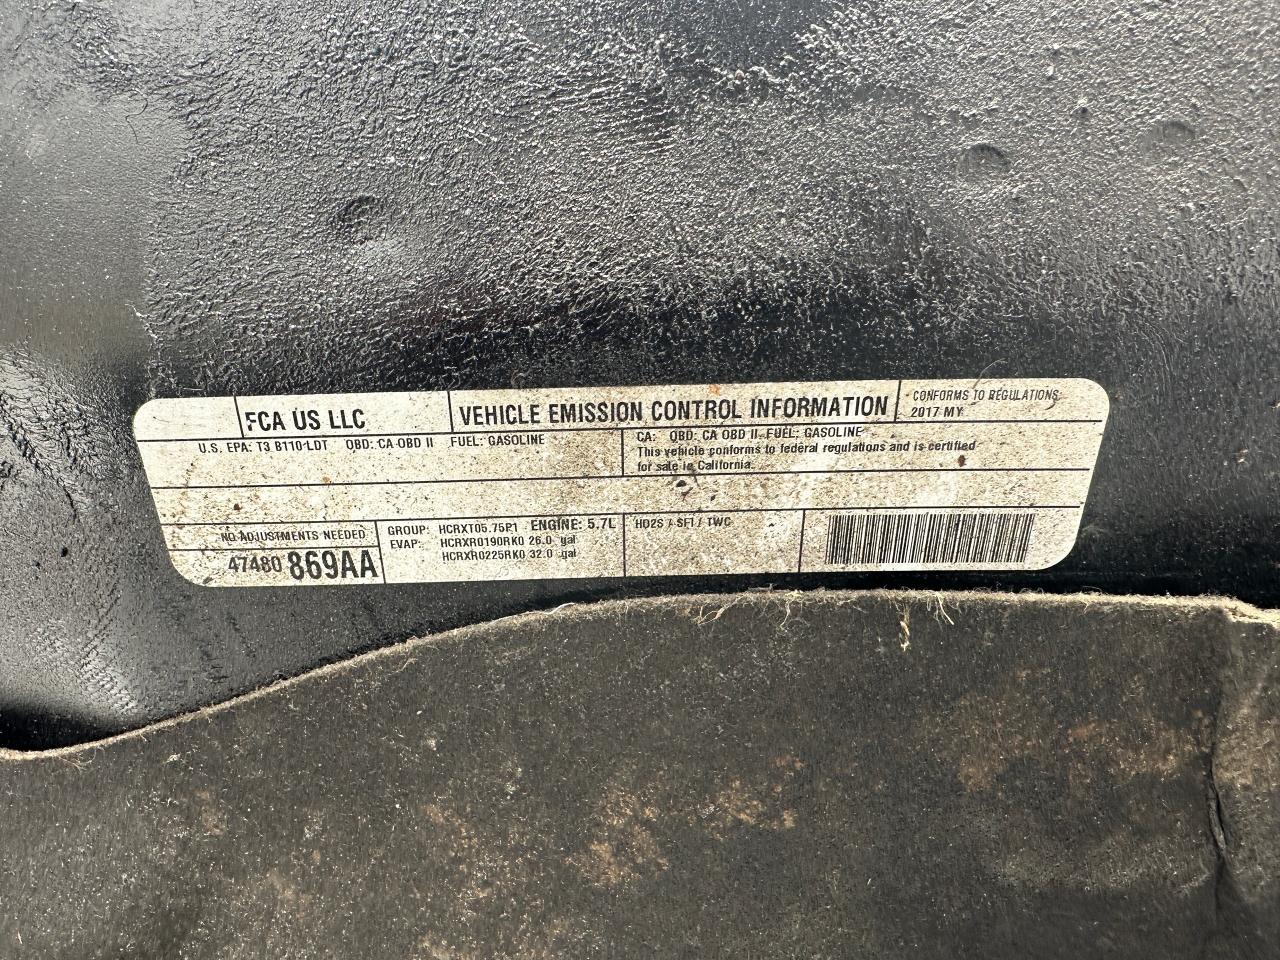 FCA US LLC
VEHICLE EMISSION CONTROL INFORMATION
CONFORMS TO REGULATIONS:
2017 MY
U.S. EPA: T3 B110 LDT OBD: CA OBD II FUEL: GASOLINE
CA: OBD: CA OBD II FUEL: GASOLINE
This vehicle conforms to federal regulations and is certified
for sale in California.
NO ADJUSTMENTS NEEDED
47480 869AA
GROUP: HCRXT05.75P1 ENGINE: 5.7L
EVAP: HCRXR0190RK0 26.0 gal
HCRXR0225RK0 32.0 gal
HO2S / SFI / TWC